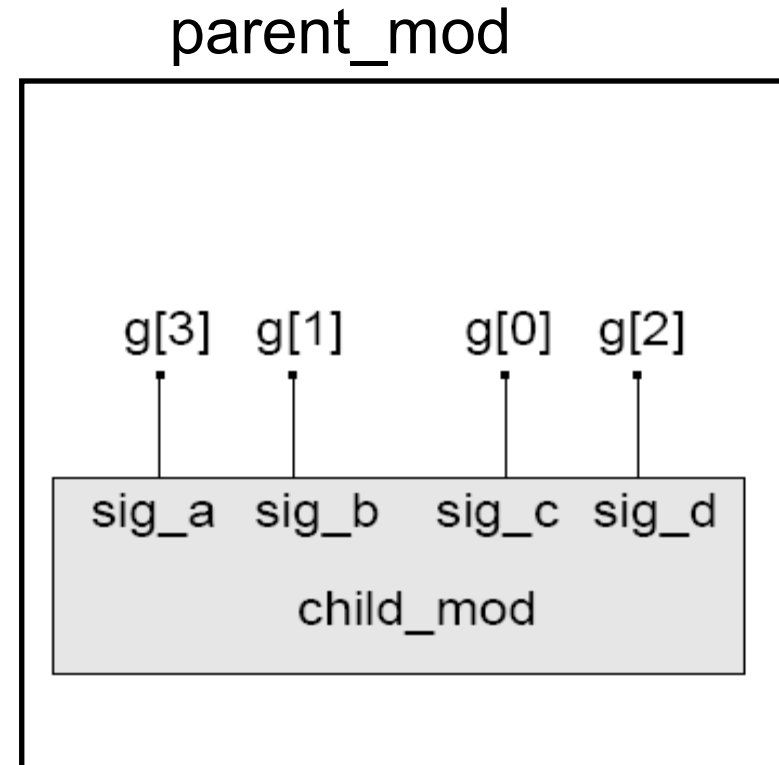 parent_mod
g[3] g[1] g[0] g[2]
sig_a sig_b sig_c sig_d
child_mod